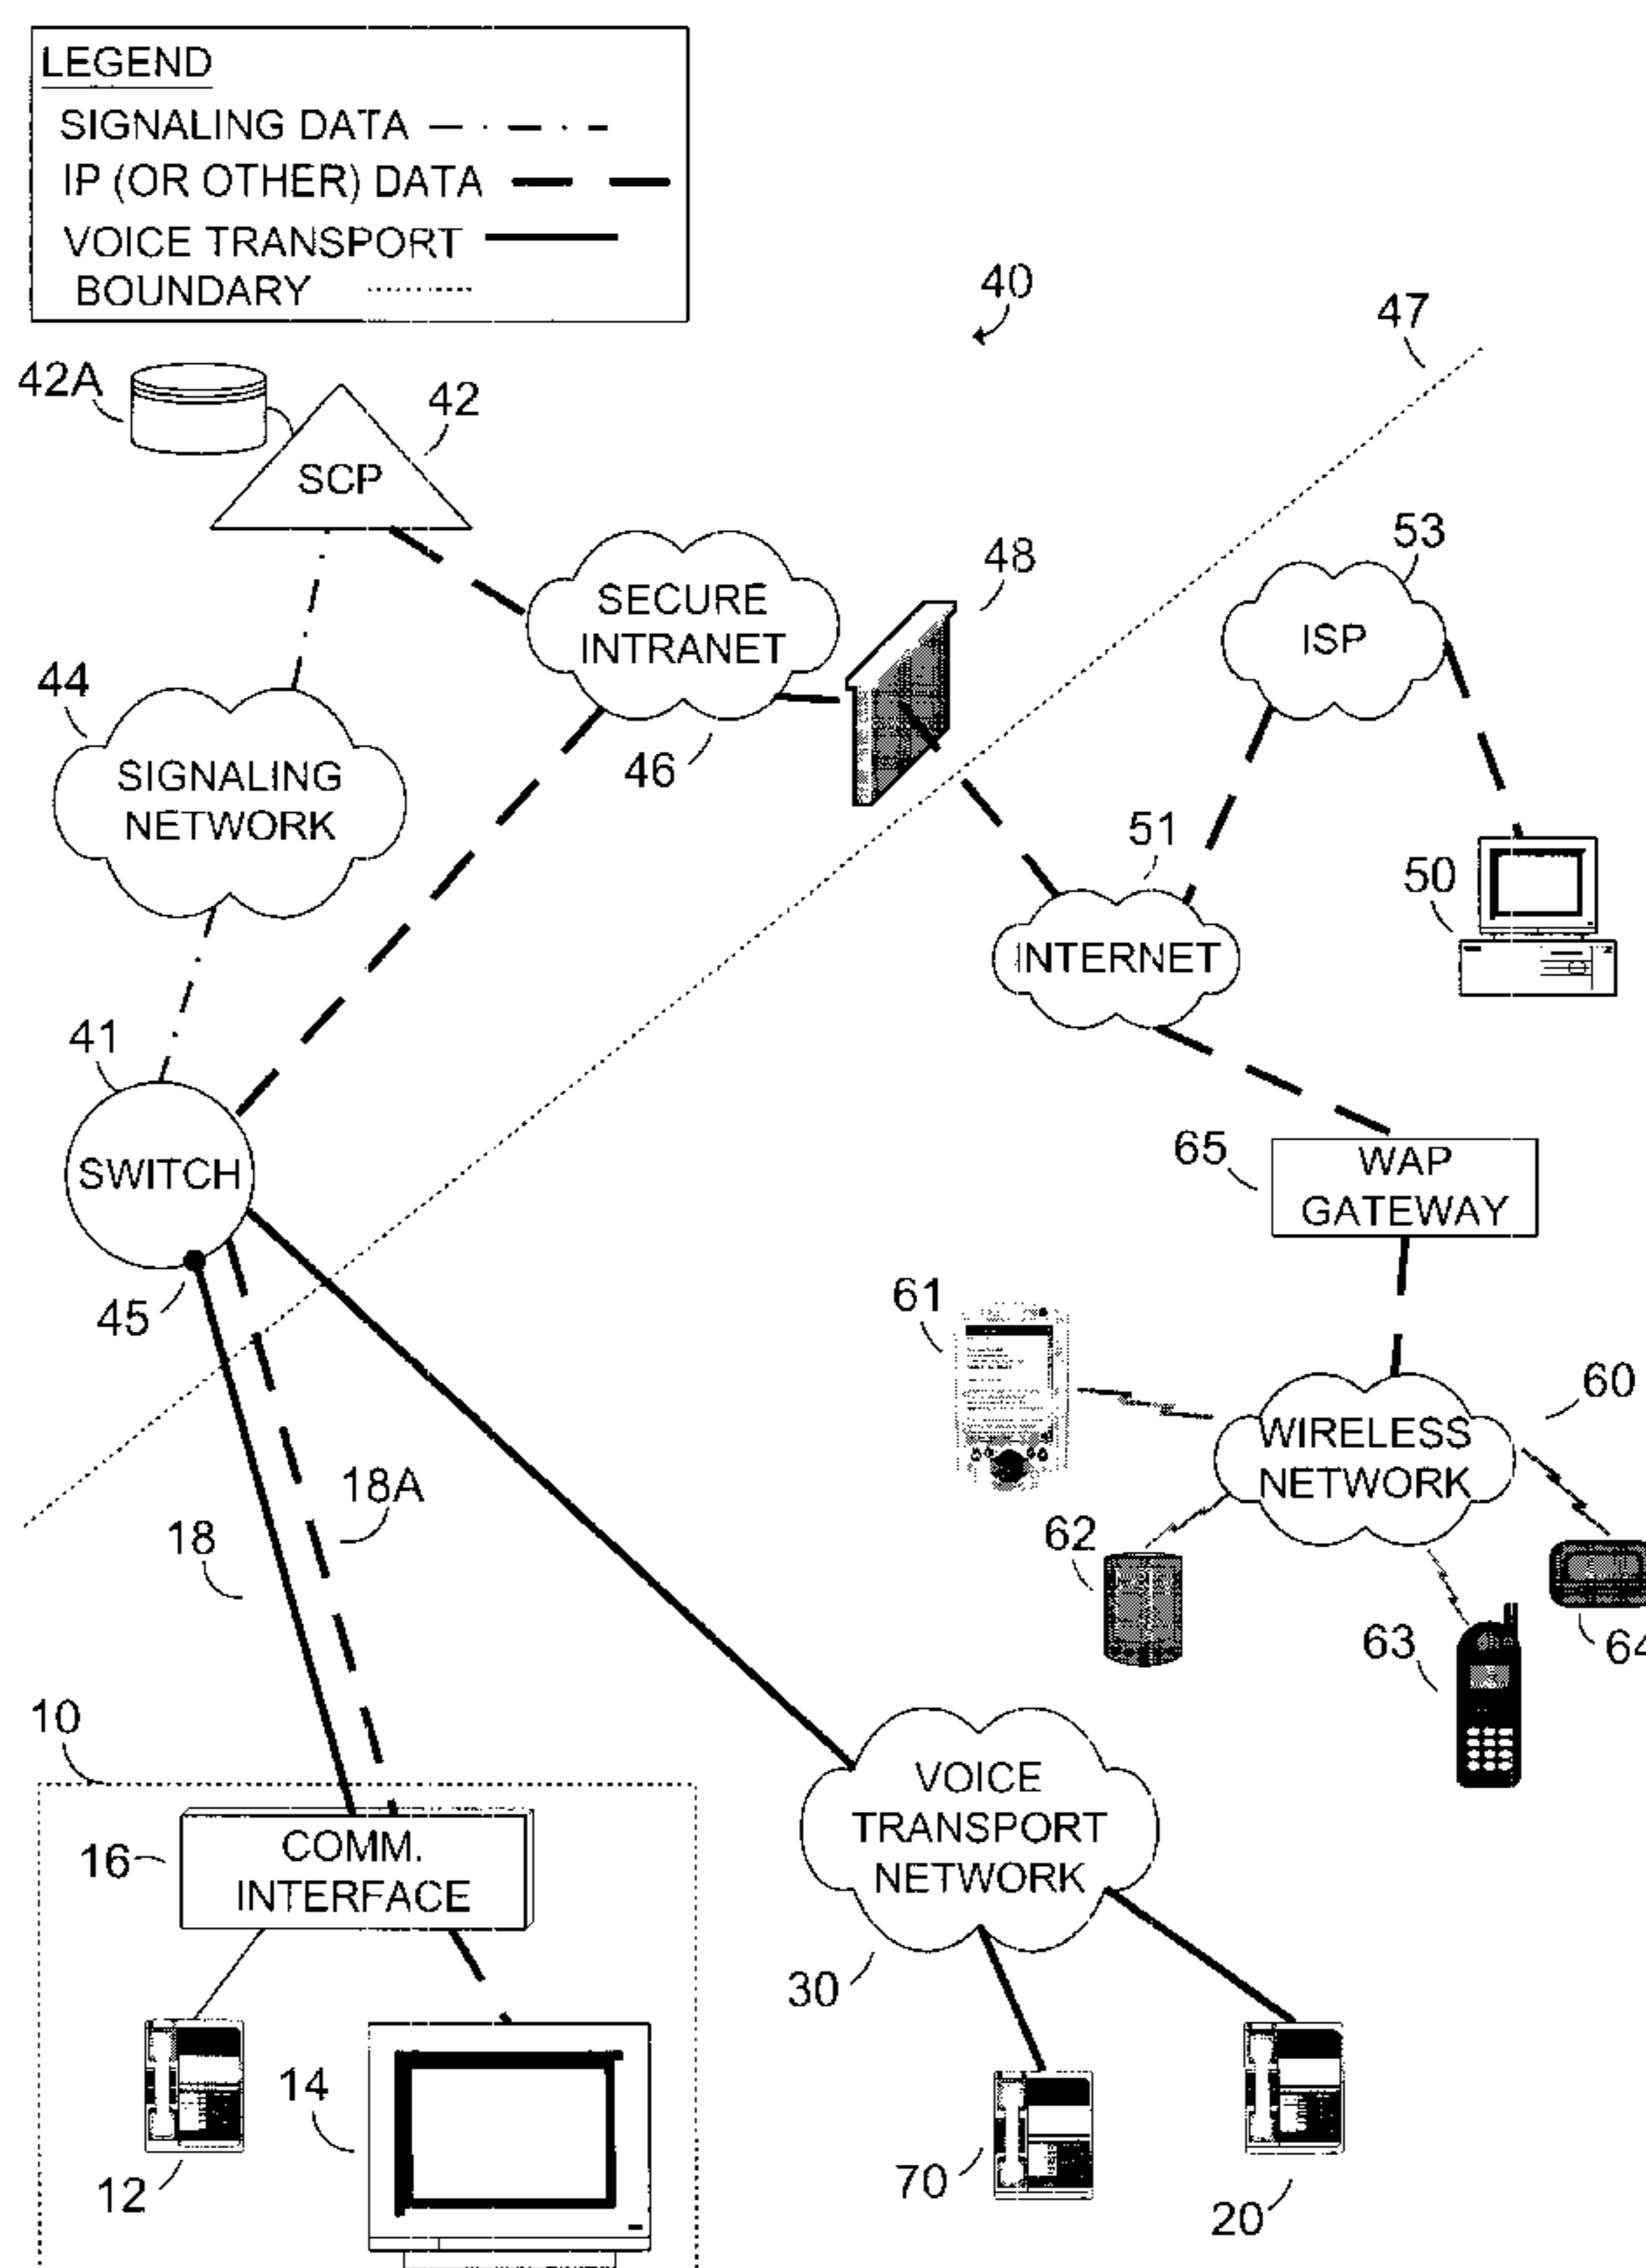 LEGEND
SIGNALING DATA
IP (OR OTHER) DATA
VOICE TRANSPORT
BOUNDARY
40
47
42A
42
SCP
53
48
SECURE
INTRANET
ISP
44
46
SIGNALING
NETWORK
51
50
INTERNET
41
65
WAP
GATEWAY
SWITCH
45
61
60
WIRELESS
NETWORK
18A
18
62
63
64
10
VOICE
TRANSPORT
NETWORK
COMM.
INTERFACE
16
30
14
12
70
20